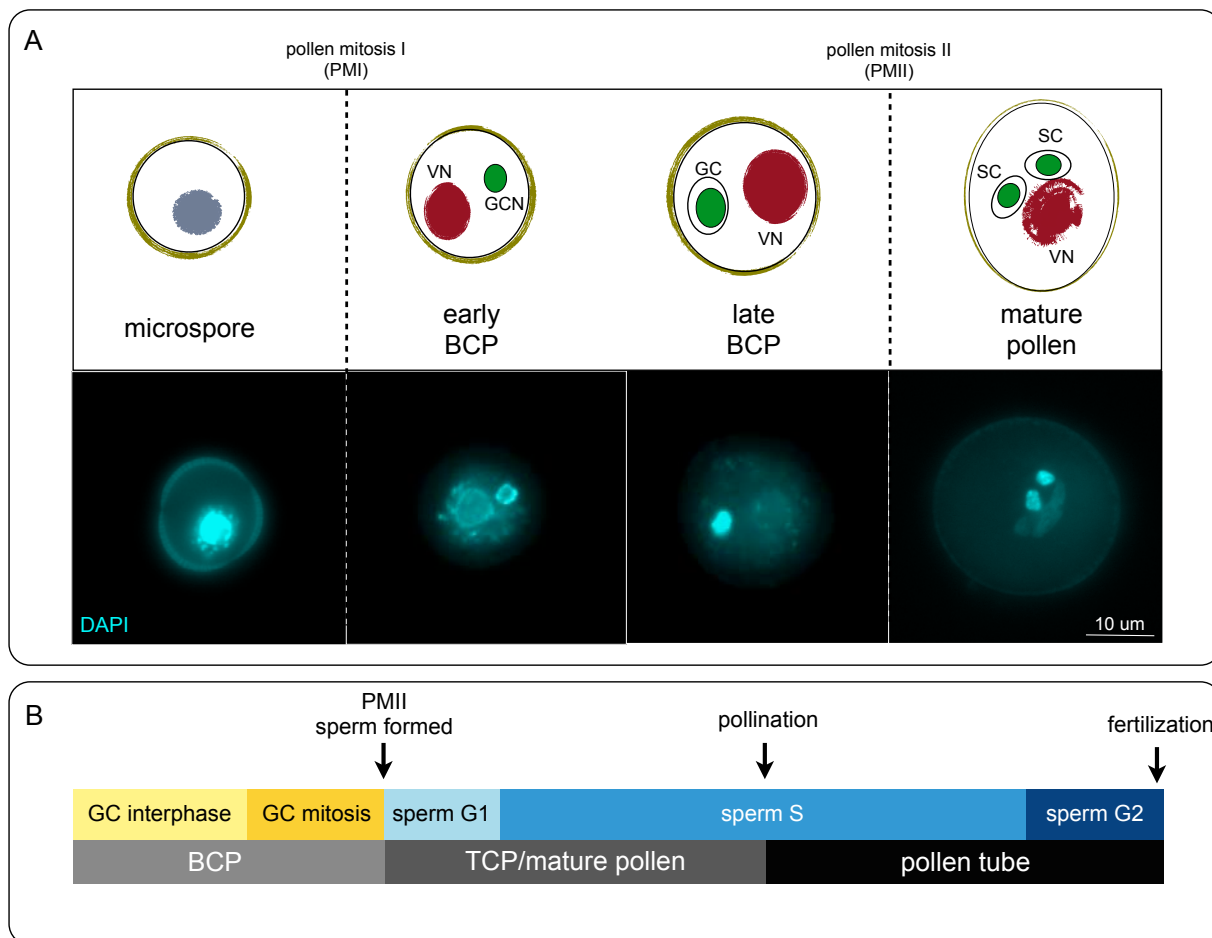 A
pollen mitosis I
(PMI)
pollen mitosis II
(PMII)
VN
GCN
GC
VN
SC
SC
VN
microspore
early
BCP
late
BCP
mature
pollen
DAPI
10 um
B
PMII
sperm formed
pollination
fertilization
GC interphase
GC mitosis
sperm G1
sperm S
sperm G2
BCP
TCP/mature pollen
pollen tube